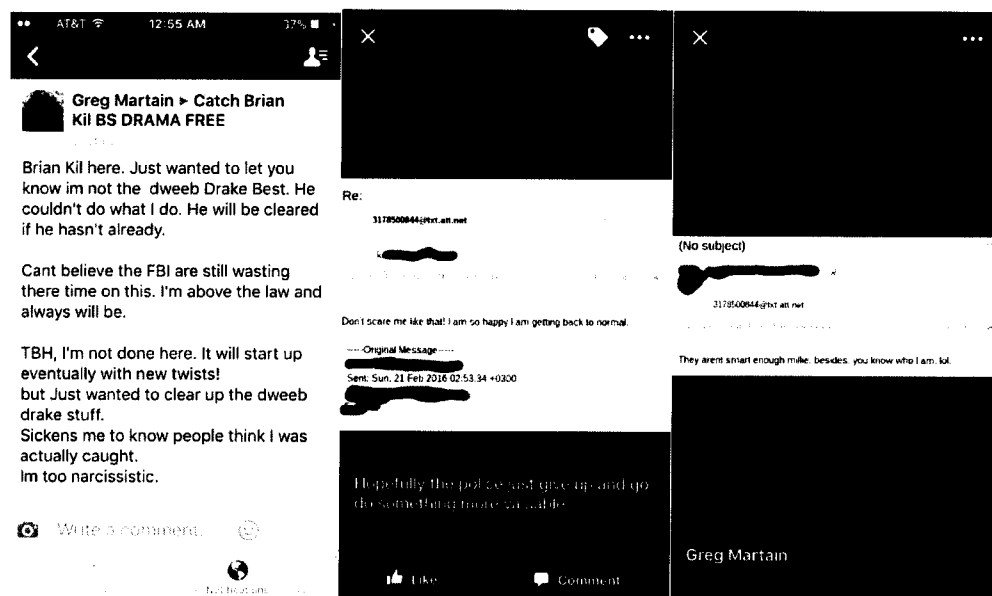 AT&T 12:55 AM 37%
Greg Martain ▸ Catch Brian
Kil BS DRAMA FREE
Brian Kil here. Just wanted to let you
know im not the dweeb Drake Best. He
couldn't do what I do. He will be cleared
if he hasn't already.
Cant believe the FBI are still wasting
there time on this. I'm above the law and
always will be.
TBH, I'm not done here. It will start up
eventually with new twists!
but Just wanted to clear up the dweeb
drake stuff.
Sickens me to know people think I was
actually caught.
Im too narcissistic.
Write a comment.
Notifications
Re:
3178500844@txt.att.net
k
Don't scare me like that! I am so happy I am getting back to normal.
-----Original Message-----
Sent: Sun, 21 Feb 2016 02:53:34 +0300
Hopefully the police just give up and go
do something more valuable
Like Comment
(No subject)
3178500844@txt.att.net
They arent smart enough millie. besides, you know who I am. lol.
Greg Martain